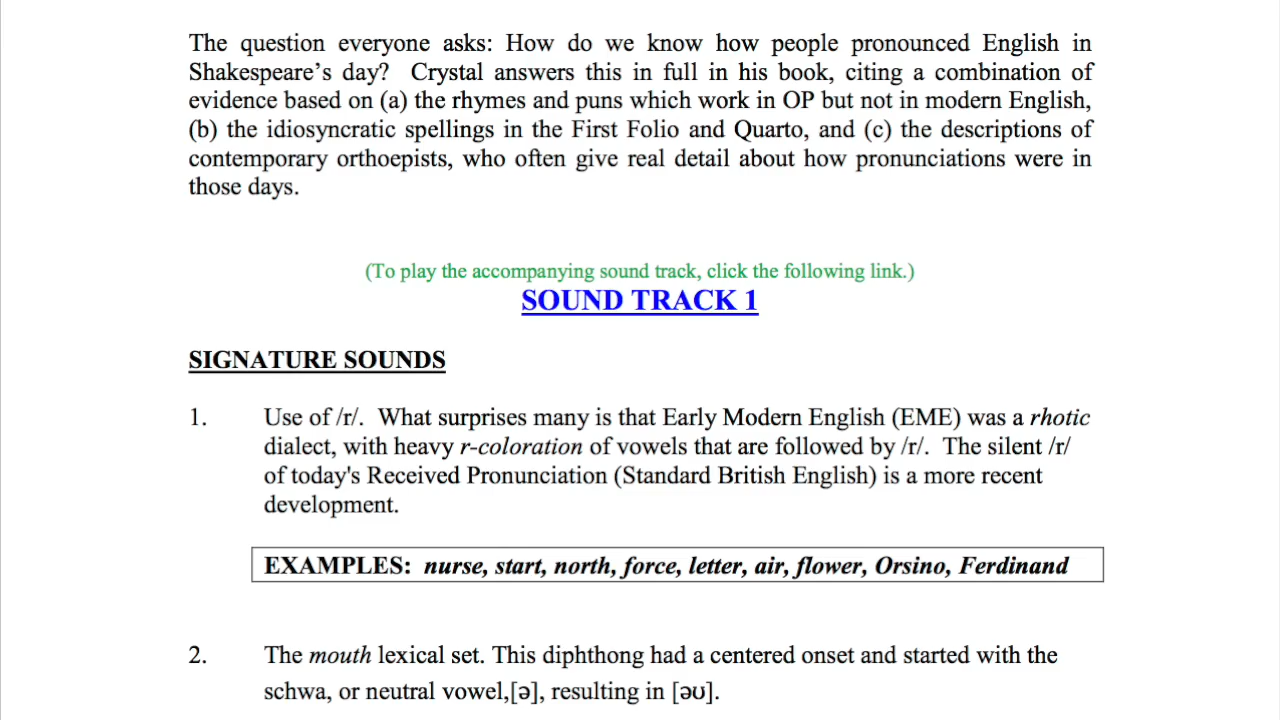 The question everyone asks: How do we know how people pronounced English in
Shakespeare’s day?  Crystal answers this in full in his book, citing a combination of
evidence based on (a) the rhymes and puns which work in OP but not in modern English,
(b) the idiosyncratic spellings in the First Folio and Quarto, and (c) the descriptions of
contemporary orthoepists, who often give real detail about how pronunciations were in
those days.
(To play the accompanying sound track, click the following link.)
SOUND TRACK 1
SIGNATURE SOUNDS
1. Use of /r/.  What surprises many is that Early Modern English (EME) was a rhotic
dialect, with heavy r-coloration of vowels that are followed by /r/.  The silent /r/
of today's Received Pronunciation (Standard British English) is a more recent
development.
EXAMPLES:  nurse, start, north, force, letter, air, flower, Orsino, Ferdinand
2. The mouth lexical set. This diphthong had a centered onset and started with the
schwa, or neutral vowel,[ə], resulting in [əʊ].